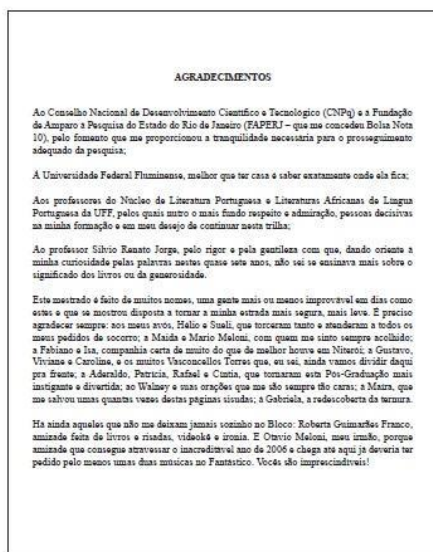 AGRADECIMENTOS
Ao Conselho Nacional de Desenvolvimento Científico e Tecnológico (CNPq) e à Fundação
de Amparo à Pesquisa do Estado do Rio de Janeiro (FAPERJ – que me concedeu Bolsa Nota
10), pelo fomento que me proporcionou a tranquilidade necessária para o prosseguimento
adequado da pesquisa;
À Universidade Federal Fluminense, melhor que ter casa é saber exatamente onde ela fica;
Aos professores do Núcleo de Literatura Portuguesa e Literaturas Africanas de Língua
Portuguesa da UFF, pelos quais nutro o mais fundo respeito e admiração, pessoas decisivas
na minha formação e em meu desejo de continuar nesta trilha;
Ao professor Silvio Renato Jorge, pelo rigor e pela gentileza com que, dando oriente à
minha curiosidade pelas palavras nestes quase sete anos, não sei se ensinava mais sobre o
significado dos livros ou da generosidade.
Este mestrado é feito de muitos nomes, uma gente mais ou menos improvável em dias como
estes e que se mostrou disposta a tornar a minha estrada mais segura, mais leve. É preciso
agradecer sempre: aos meus avós, Hélio e Sueli, que torceram tanto e atenderam a todos os
meus pedidos de socorro; a Maida e Mario Meloni, com quem me sinto sempre acolhido;
a Fabiano e Isa, companhia certa de muito do que de melhor houve em Niterói; a Gustavo,
Viviane e Caroline, e os muitos Vasconcellos Torres que, eu sei, ainda vamos dividir daqui
pra frente; a Aderaldo, Patrícia, Rafael e Cíntia, que tornaram esta Pós-Graduação mais
instigante e divertida; ao Walney e suas orações que me são sempre tão caras; à Maíra, que
me salvou umas quantas vezes destas páginas sisudas; à Gabriela, a redescoberta da ternura.
Há ainda aqueles que não me deixam jamais sozinho no Bloco: Roberta Guimarães Franco,
amizade feita de livros e risadas, videokê e ironia. E Otavio Meloni, meu irmão, porque
amizade que consegue atravessar o inacreditável ano de 2006 e chega até aqui já deveria ter
pedido pelo menos umas duas músicas no Fantástico. Vocês são imprescindíveis!